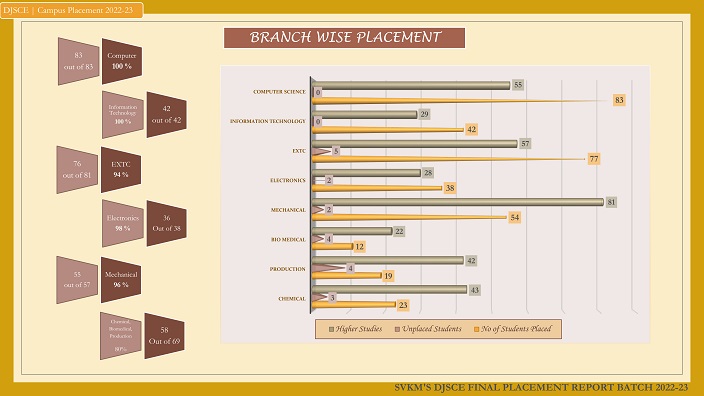 DJSCE | Campus Placement 2022-23
BRANCH WISE PLACEMENT
83
out of 83
Computer
100 %
Information
Technology
100 %
42
out of 42
76
out of 81
EXTC
94 %
Electronics
98 %
36
Out of 38
55
out of 57
Mechanical
96 %
Chemical,
Biomedical,
Production
80%
58
Out of 69
COMPUTER SCIENCE
55
0
83
INFORMATION TECHNOLOGY
29
0
42
EXTC
57
5
77
ELECTRONICS
28
2
38
MECHANICAL
81
2
54
BIO MEDICAL
22
4
12
PRODUCTION
42
4
19
CHEMICAL
43
3
23
Higher Studies
Unplaced Students
No of Students Placed
SVKM'S DJSCE FINAL PLACEMENT REPORT BATCH 2022-23